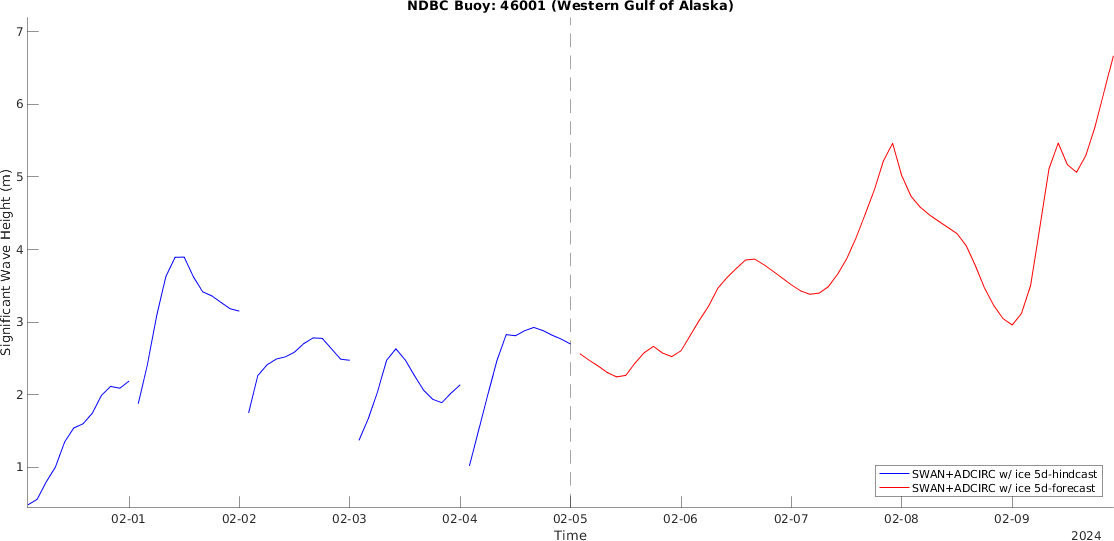 NDBC Buoy: 46001 (Western Gulf of Alaska)
Significant Wave Height (m)
7
6
5
4
3
2
1
02-01 02-02 02-03 02-04 02-05 02-06 02-07 02-08 02-09
Time
2024
SWAN+ADCIRC w/ ice 5d-hindcast
SWAN+ADCIRC w/ ice 5d-forecast